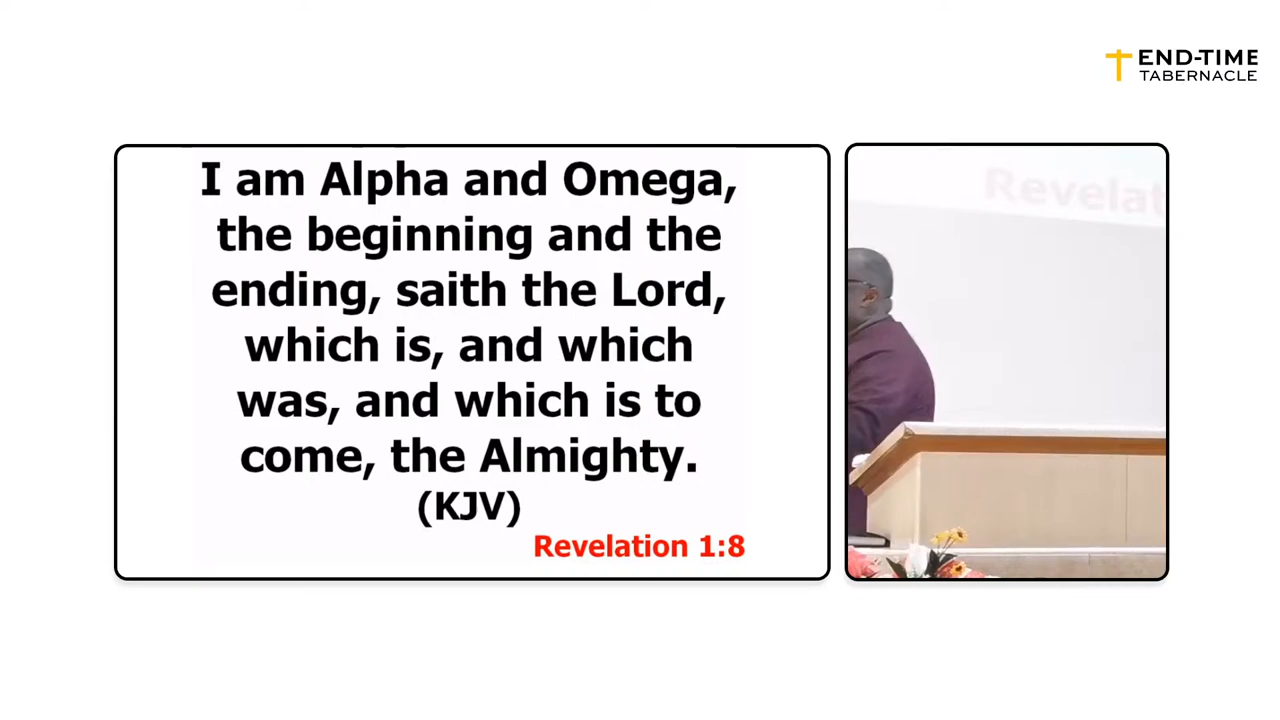 END-TIME
TABERNACLE
I am Alpha and Omega,
the beginning and the
ending, saith the Lord,
which is, and which
was, and which is to
come, the Almighty.
(KJV)
Revelation 1:8
Revelat